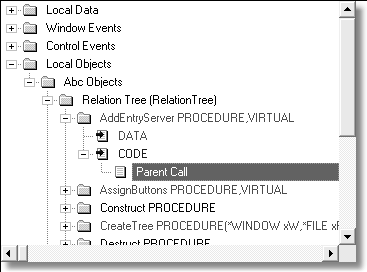 Local Data
Window Events
Control Events
Local Objects
Abc Objects
Relation Tree (RelationTree)
AddEntryServer PROCEDURE,VIRTUAL
DATA
CODE
Parent Call
AssignButtons PROCEDURE,VIRTUAL
Construct PROCEDURE
CreateTree PROCEDURE(*WINDOW xW,*FILE xF
Destruct PROCEDURE